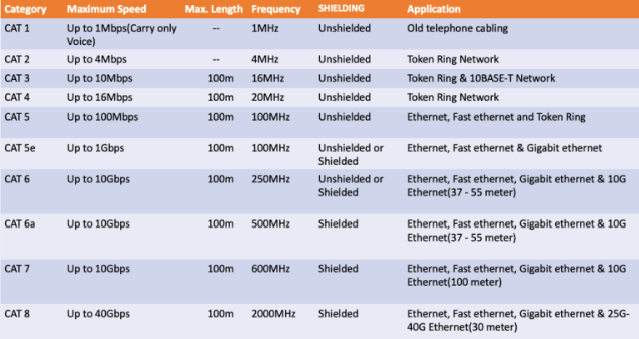 Category Maximum Speed Max. Length Frequency SHIELDING Application
CAT 1 Up to 1Mbps(Carry only -- 1MHz Unshielded Old telephone cabling
Voice)
CAT 2 Up to 4Mbps -- 4MHz Unshielded Token Ring Network
CAT 3 Up to 10Mbps 100m 16MHz Unshielded Token Ring & 10BASE-T Network
CAT 4 Up to 16Mbps 100m 20MHz Unshielded Token Ring Network
CAT 5 Up to 100Mbps 100m 100MHz Unshielded Ethernet, Fast ethernet and Token Ring
CAT 5e Up to 1Gbps 100m 100MHz Unshielded or Ethernet, Fast ethernet & Gigabit ethernet
Shielded
CAT 6 Up to 10Gbps 100m 250MHz Unshielded or Ethernet, Fast ethernet, Gigabit ethernet & 10G
Shielded Ethernet(37 - 55 meter)
CAT 6a Up to 10Gbps 100m 500MHz Shielded Ethernet, Fast ethernet, Gigabit ethernet & 10G
Ethernet(37 - 55 meter)
CAT 7 Up to 10Gbps 100m 600MHz Shielded Ethernet, Fast ethernet, Gigabit ethernet & 10G
Ethernet(100 meter)
CAT 8 Up to 40Gbps 100m 2000MHz Shielded Ethernet, Fast ethernet, Gigabit ethernet & 25G-
40G Ethernet(30 meter)